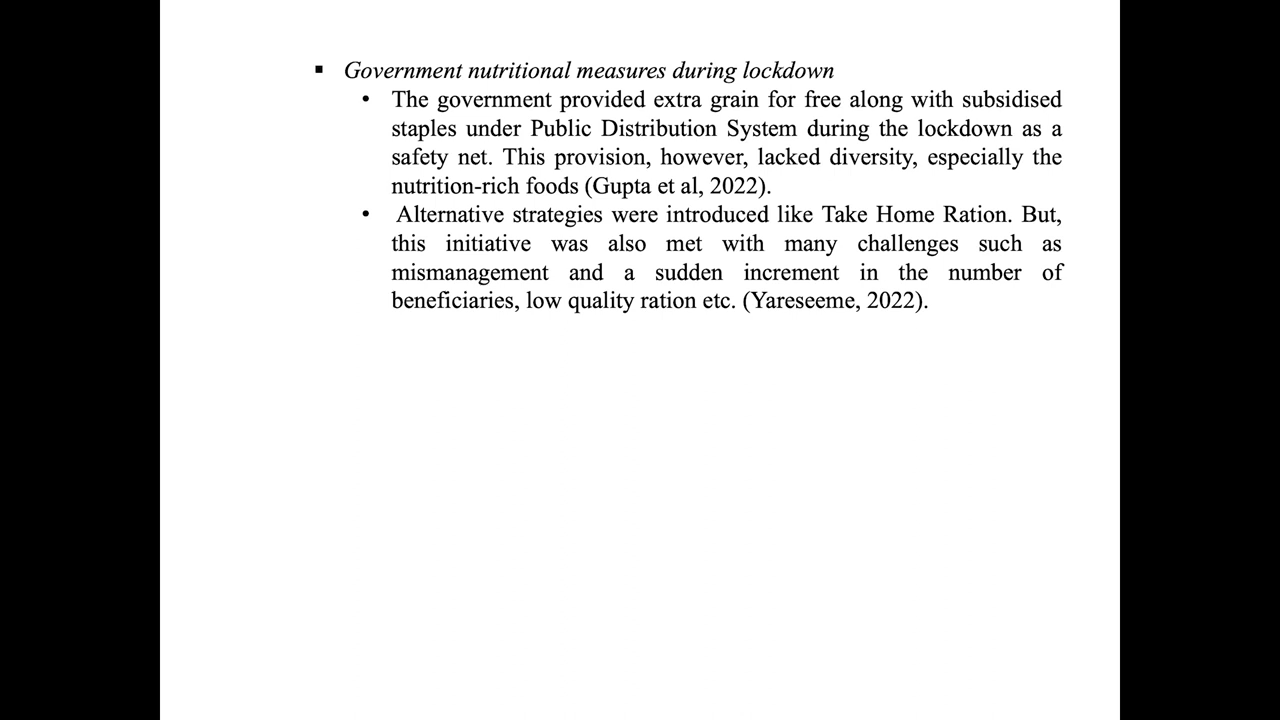 ▪ Government nutritional measures during lockdown
• The government provided extra grain for free along with subsidised
staples under Public Distribution System during the lockdown as a
safety net. This provision, however, lacked diversity, especially the
nutrition-rich foods (Gupta et al, 2022).
• Alternative strategies were introduced like Take Home Ration. But,
this initiative was also met with many challenges such as
mismanagement and a sudden increment in the number of
beneficiaries, low quality ration etc. (Yareseeme, 2022).